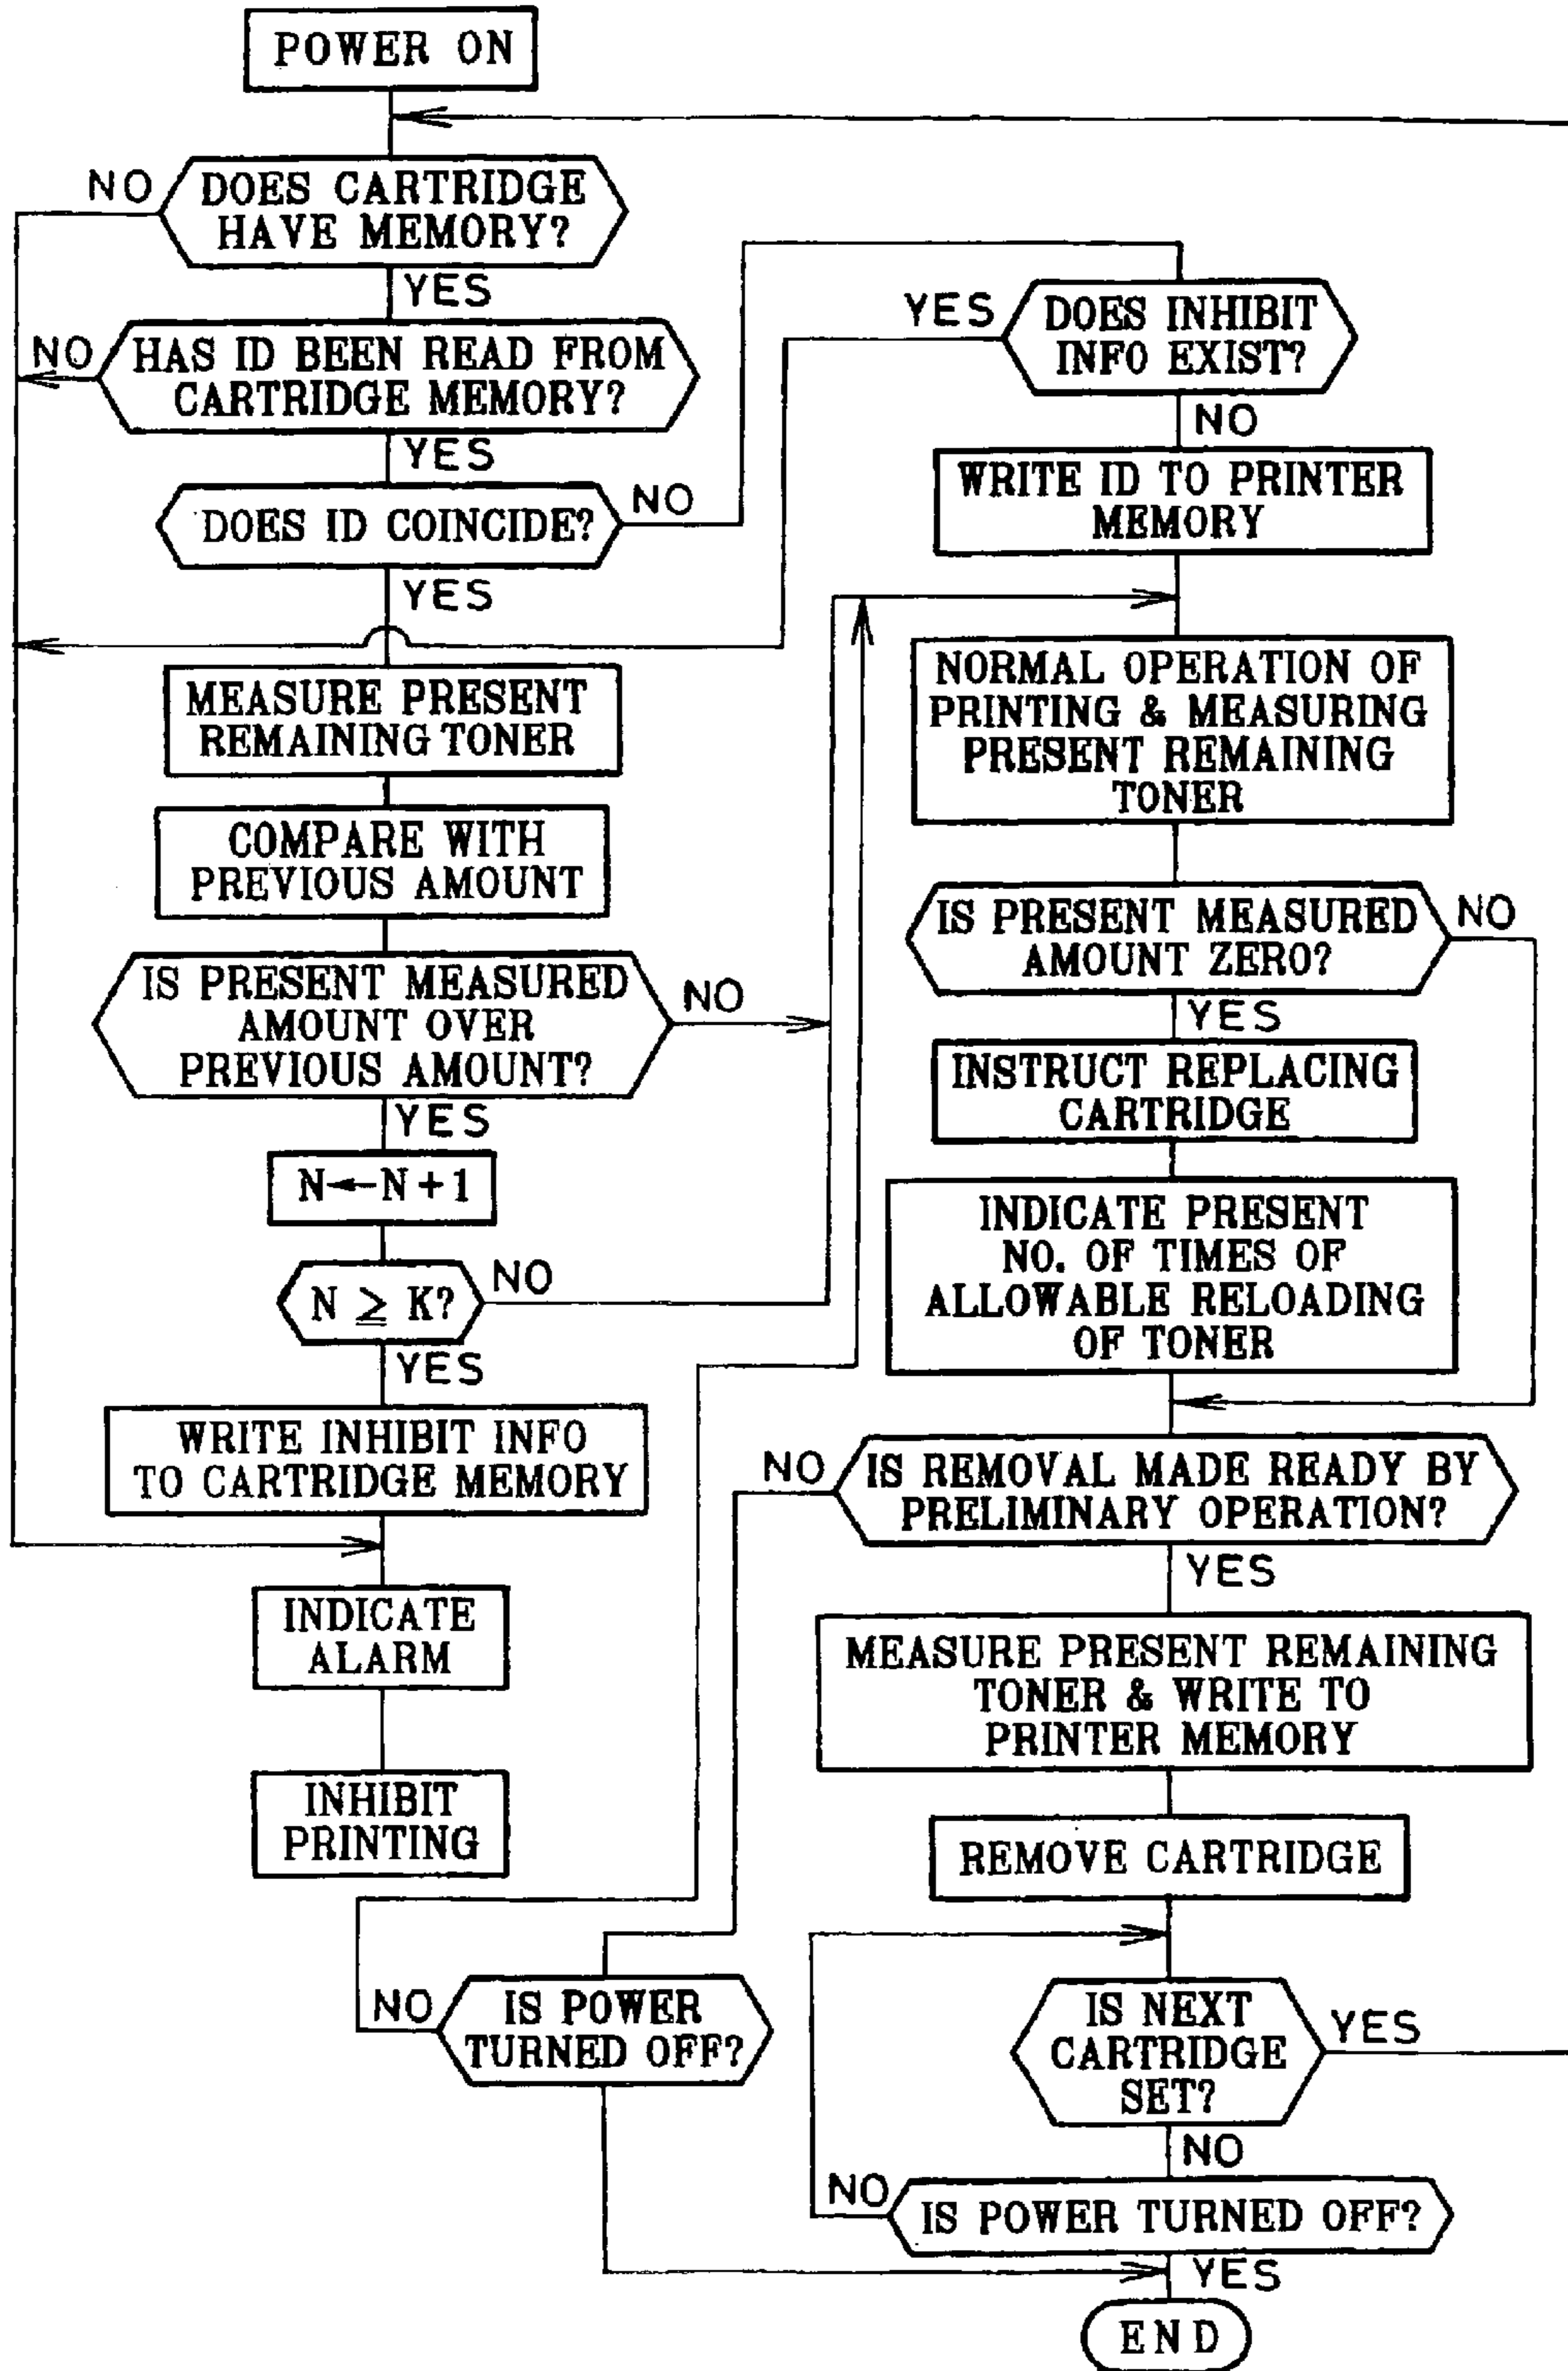 POWER ON
DOES CARTRIDGE
HAVE MEMORY?
NO
YES
HAS ID BEEN READ FROM
CARTRIDGE MEMORY?
NO
YES
DOES ID COINCIDE?
NO
YES
MEASURE PRESENT
REMAINING TONER
COMPARE WITH
PREVIOUS AMOUNT
IS PRESENT MEASURED
AMOUNT OVER
PREVIOUS AMOUNT?
NO
YES
N←N+1
N ≧ K?
NO
YES
WRITE INHIBIT INFO
TO CARTRIDGE MEMORY
INDICATE
ALARM
INHIBIT
PRINTING
DOES INHIBIT
INFO EXIST?
YES
NO
WRITE ID TO PRINTER
MEMORY
NORMAL OPERATION OF
PRINTING & MEASURING
PRESENT REMAINING
TONER
IS PRESENT MEASURED
AMOUNT ZERO?
NO
YES
INSTRUCT REPLACING
CARTRIDGE
INDICATE PRESENT
NO. OF TIMES OF
ALLOWABLE RELOADING
OF TONER
IS REMOVAL MADE READY BY
PRELIMINARY OPERATION?
NO
YES
MEASURE PRESENT REMAINING
TONER & WRITE TO
PRINTER MEMORY
REMOVE CARTRIDGE
IS POWER
TURNED OFF?
NO
IS NEXT
CARTRIDGE
SET?
YES
NO
IS POWER TURNED OFF?
NO
YES
END